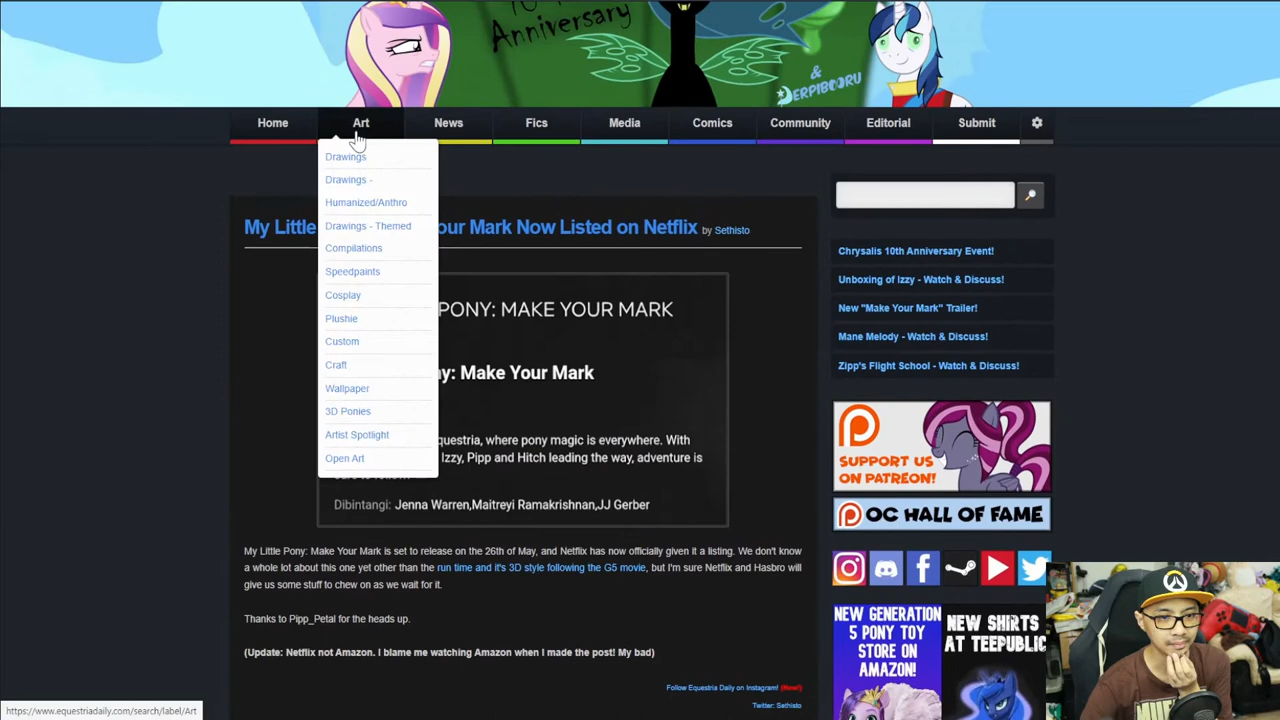 Anniversary
& DERPIBOORU
Home
Art
News
Fics
Media
Comics
Community
Editorial
Submit
Drawings
Drawings -
Humanized/Anthro
Drawings - Themed
Compilations
Speedpaints
Cosplay
Plushie
Custom
Craft
Wallpaper
3D Ponies
Artist Spotlight
Open Art
My Little our Mark Now Listed on Netflix by Sethisto
PONY: MAKE YOUR MARK
y: Make Your Mark
questria, where pony magic is everywhere. With
Izzy, Pipp and Hitch leading the way, adventure is
Dibintangi: Jenna Warren,Maitreyi Ramakrishnan,JJ Gerber
My Little Pony: Make Your Mark is set to release on the 26th of May, and Netflix has now officially given it a listing. We don't know
a whole lot about this one yet other than the run time and it's 3D style following the G5 movie, but I'm sure Netflix and Hasbro will
give us some stuff to chew on as we wait for it.
Thanks to Pipp_Petal for the heads up.
(Update: Netflix not Amazon. I blame me watching Amazon when I made the post! My bad)
Follow Equestria Daily on Instagram! (New!)
Twitter: Sethisto
Chrysalis 10th Anniversary Event!
Unboxing of Izzy - Watch & Discuss!
New "Make Your Mark" Trailer!
Mane Melody - Watch & Discuss!
Zipp's Flight School - Watch & Discuss!
SUPPORT US
ON PATREON!
OC HALL OF FAME
NEW GENERATION
5 PONY TOY
STORE ON
AMAZON!
NEW SHIRTS
AT TEEPUBLIC!
https://www.equestriadaily.com/search/label/Art